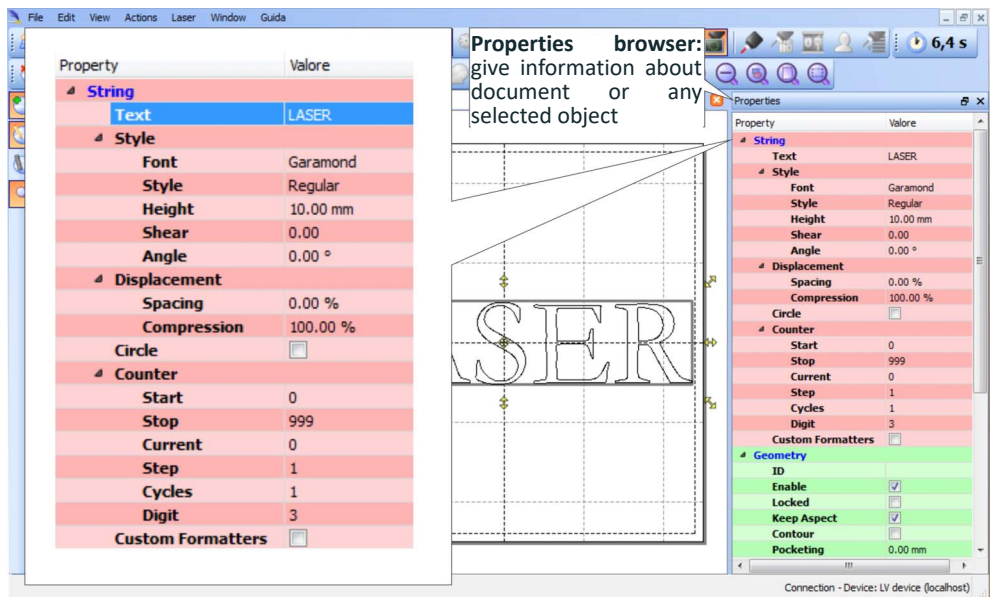 File Edit View Actions Laser Window Guida
Properties browser:
give information about
document or any
selected object
6,4 s
Property Valore
String
Text LASER
Style
Font Garamond
Style Regular
Height 10.00 mm
Shear 0.00
Angle 0.00 °
Displacement
Spacing 0.00 %
Compression 100.00 %
Circle
Counter
Start 0
Stop 999
Current 0
Step 1
Cycles 1
Digit 3
Custom Formatters
ASER
Properties
Property Valore
String
Text LASER
Style
Font Garamond
Style Regular
Height 10.00 mm
Shear 0.00
Angle 0.00 °
Displacement
Spacing 0.00 %
Compression 100.00 %
Circle
Counter
Start 0
Stop 999
Current 0
Step 1
Cycles 1
Digit 3
Custom Formatters
Geometry
ID
Enable
Locked
Keep Aspect
Contour
Pocketing 0.00 mm
Connection - Device: LV device (localhost)